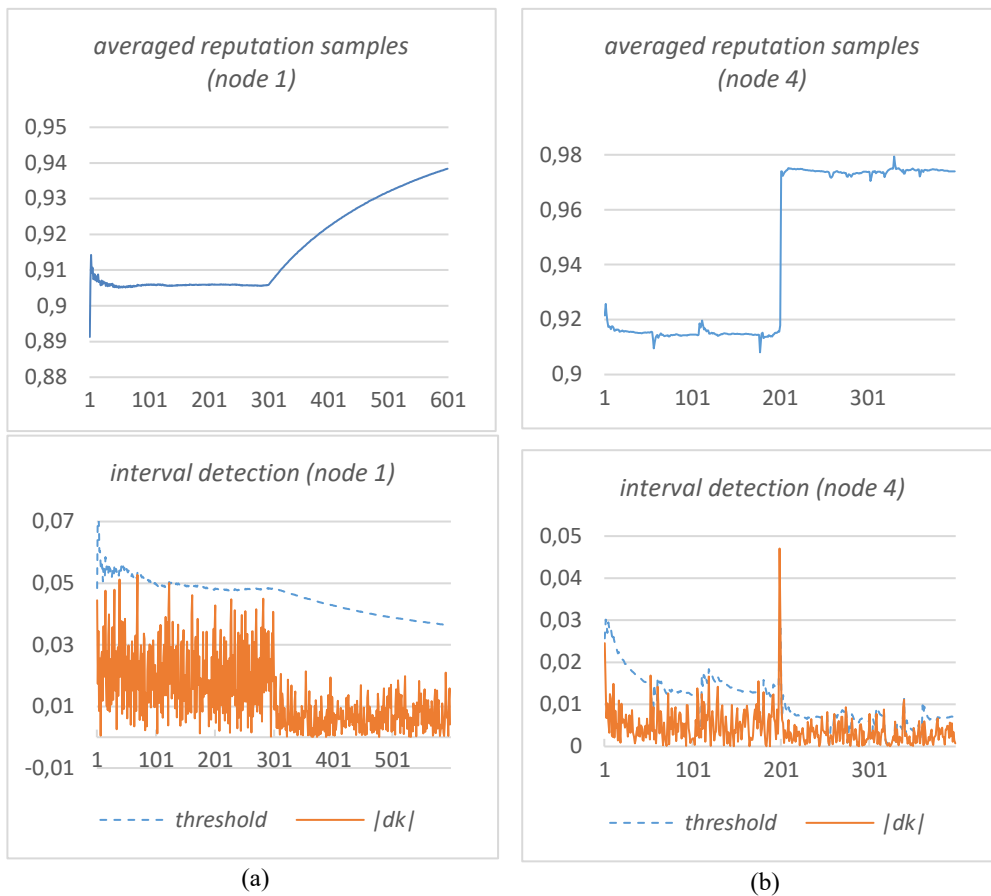 averaged reputation samples
(node 1)
0,95
0,94
0,93
0,92
0,91
0,9
0,89
0,88
1 101 201 301 401 501 601
averaged reputation samples
(node 4)
0,98
0,96
0,94
0,92
0,9
1 101 201 301
interval detection (node 1)
0,07
0,05
0,03
0,01
-0,01
1 101 201 301 401 501
threshold |dk|
(a)
interval detection (node 4)
0,05
0,04
0,03
0,02
0,01
0
1 101 201 301
threshold |dk|
(b)